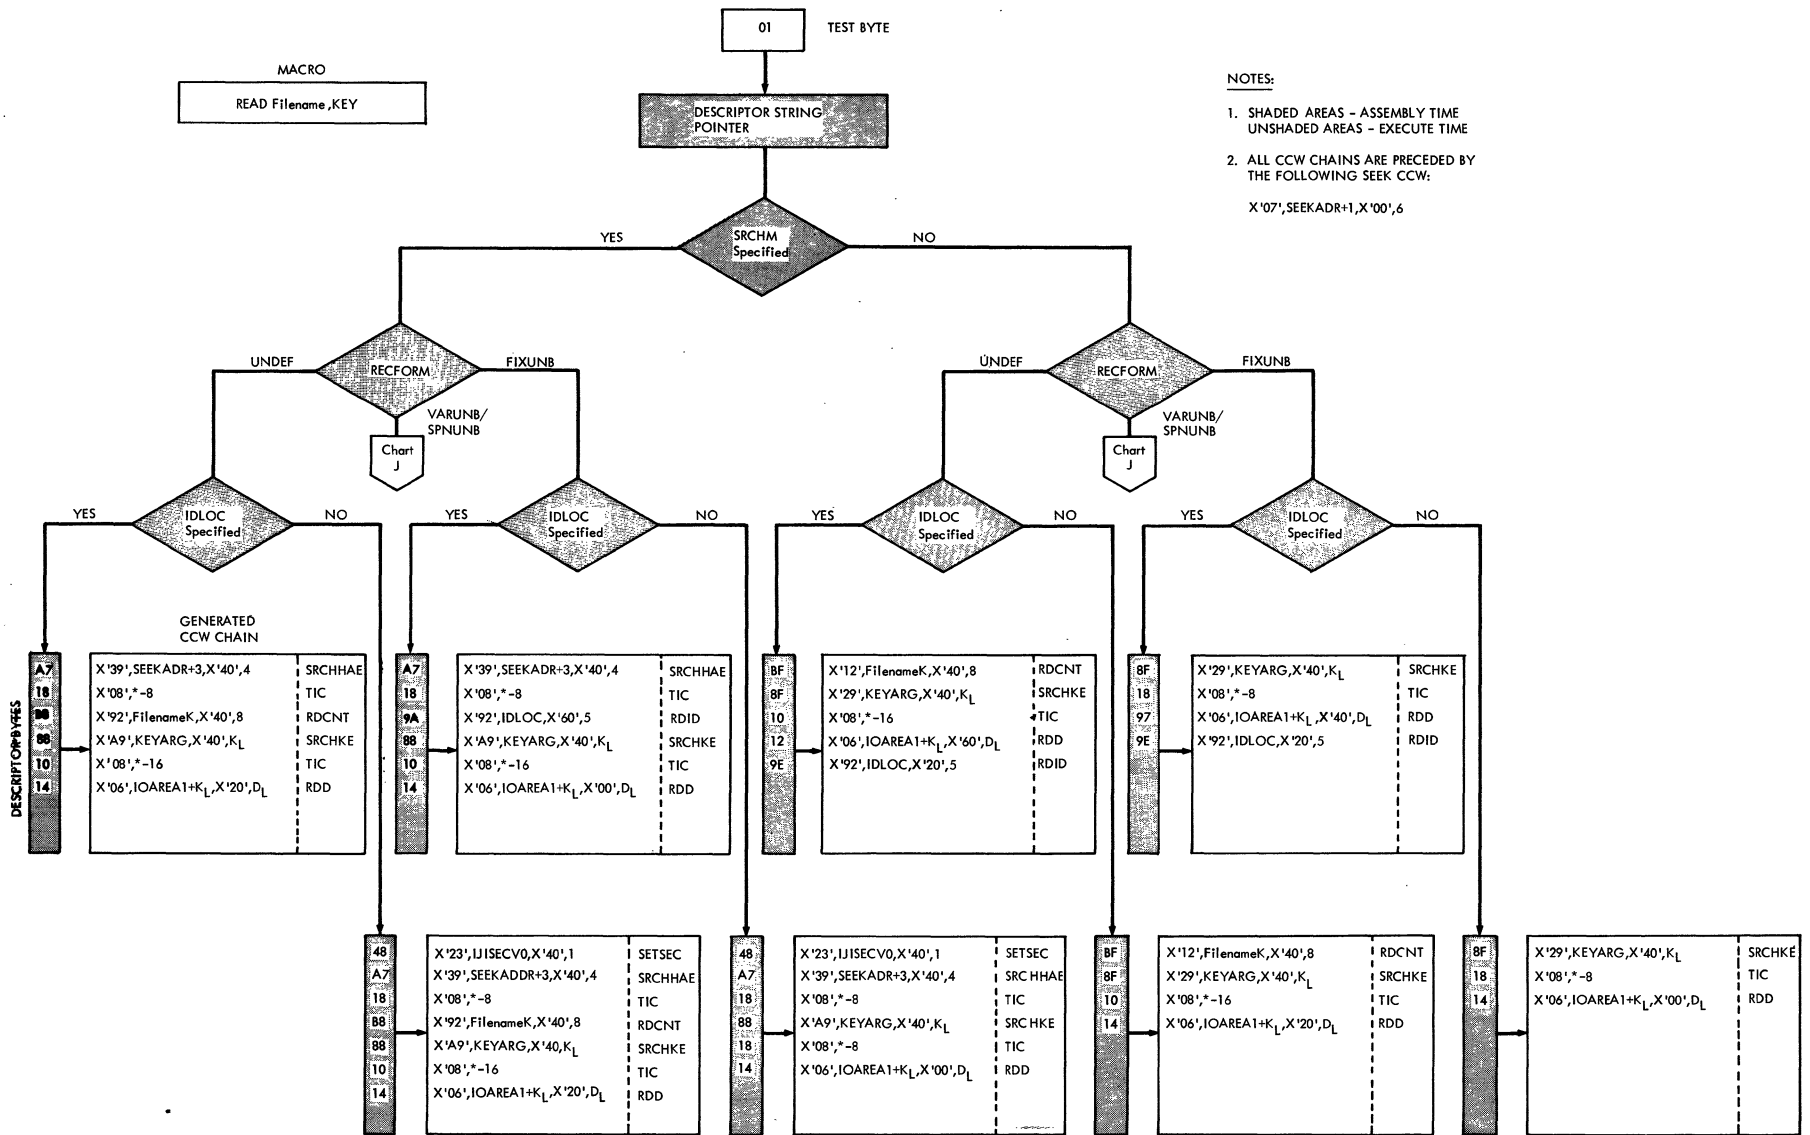 01
TEST BYTE
MACRO
READ Filename,KEY
DESCRIPTOR STRING
POINTER
NOTES:
1. SHADED AREAS - ASSEMBLY TIME
UNSHADED AREAS - EXECUTE TIME
2. ALL CCW CHAINS ARE PRECEDED BY
THE FOLLOWING SEEK CCW:
X'07',SEEKADR+1,X'00',6
YES
SRCHM
Specified
NO
UNDEF
RECFORM
FIXUNB
VARUNB/
SPNUNB
Chart
J
UNDEF
RECFORM
FIXUNB
VARUNB/
SPNUNB
Chart
J
YES
IDLOC
Specified
NO
YES
IDLOC
Specified
NO
YES
IDLOC
Specified
NO
YES
IDLOC
Specified
NO
GENERATED
CCW CHAIN
DESCRIPTOR BYTES
A7 X'39',SEEKADR+3,X'40',4 SRCHHAE
18 X'08',*-8 TIC
B8 X'92',FilenameK,X'40',8 RDCNT
88 X'A9',KEYARG,X'40',KL SRCHKE
10 X'08',*-16 TIC
14 X'06',IOAREA1+KL,X'20',DL RDD
A7 X'39',SEEKADR+3,X'40',4 SRCHHAE
18 X'08',*-8 TIC
9A X'92',IDLOC,X'60',5 RDID
88 X'A9',KEYARG,X'40',KL SRCHKE
10 X'08',*-16 TIC
14 X'06',IOAREA1+KL,X'00',DL RDD
BF X'12',FilenameK,X'40',8 RDCNT
8F X'29',KEYARG,X'40',KL SRCHKE
10 X'08',*-16 TIC
12 X'06',IOAREA1+KL,X'60',DL RDD
9E X'92',IDLOC,X'20',5 RDID
8F X'29',KEYARG,X'40',KL SRCHKE
18 X'08',*-8 TIC
97 X'06',IOAREA1+KL,X'40',DL RDD
9E X'92',IDLOC,X'20',5 RDID
48 X'23',IJISECV0,X'40',1 SETSEC
A7 X'39',SEEKADDR+3,X'40',4 SRCHHAE
18 X'08',*-8 TIC
B8 X'92',FilenameK,X'40',8 RDCNT
88 X'A9',KEYARG,X'40,KL SRCHKE
10 X'08',*-16 TIC
14 X'06',IOAREA1+KL,X'20',DL RDD
48 X'23',IJISECV0,X'40',1 SETSEC
A7 X'39',SEEKADR+3,X'40',4 SRCHHAE
18 X'08',*-8 TIC
88 X'A9',KEYARG,X'40',KL SRCHKE
18 X'08',*-8 TIC
14 X'06',IOAREA1+KL,X'00',DL RDD
BF X'12',FilenameK,X'40',8 RDCNT
8F X'29',KEYARG,X'40',KL SRCHKE
10 X'08',*-16 TIC
14 X'06',IOAREA1+KL,X'20',DL RDD
8F X'29',KEYARG,X'40',KL SRCHKE
18 X'08',*-8 TIC
14 X'06',IOAREA1+KL,X'00',DL RDD